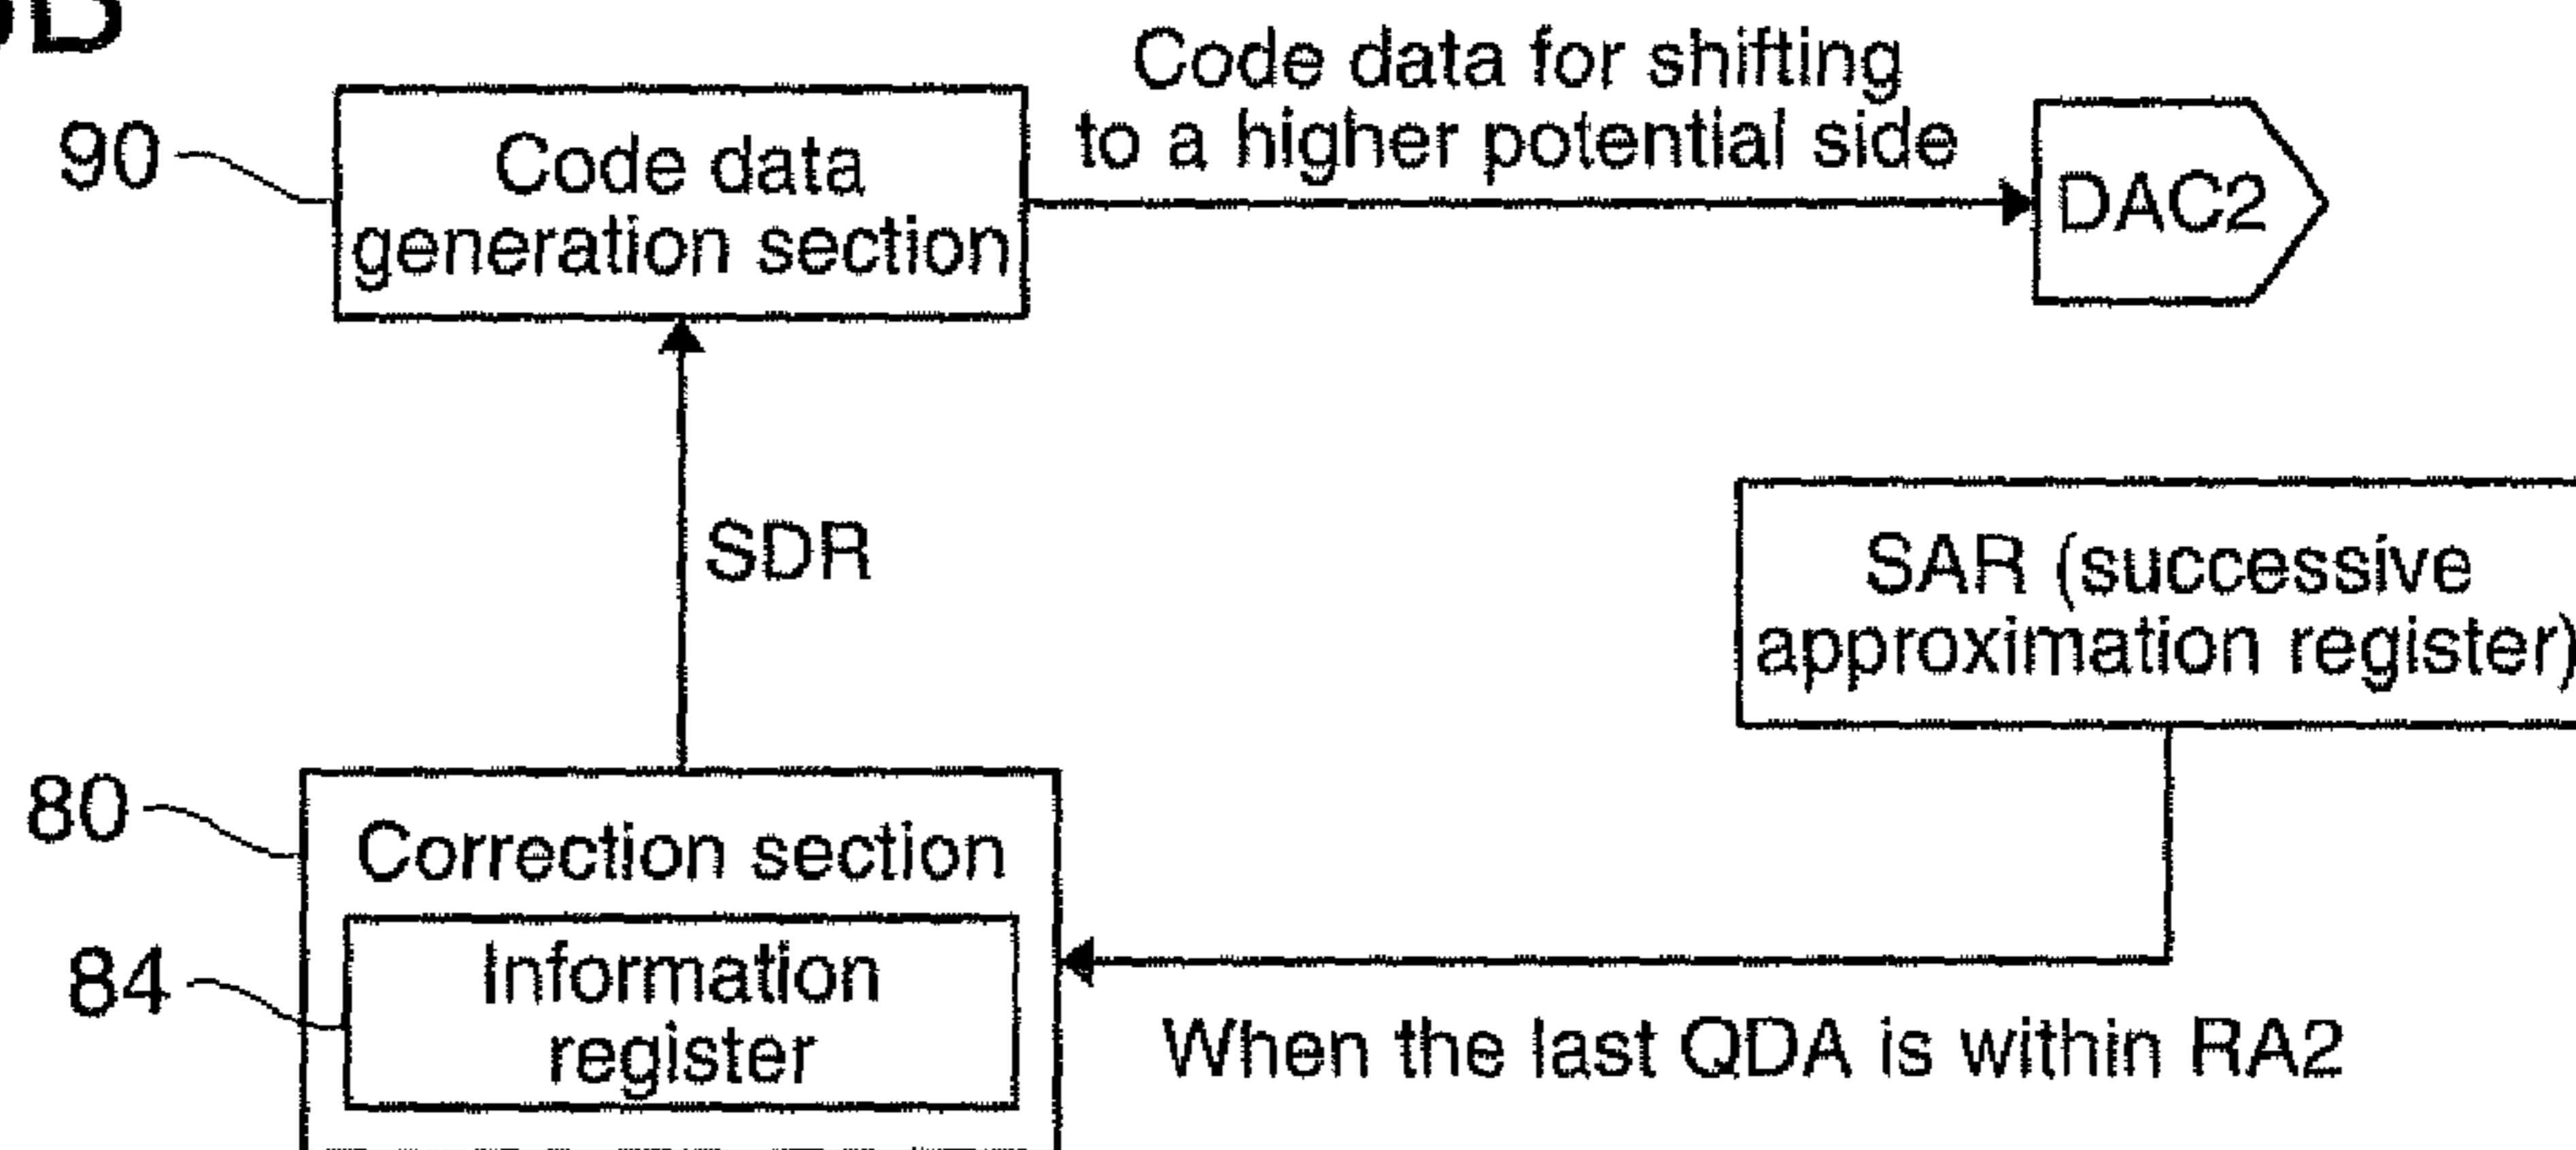 Code data for shifting
to a higher potential side
90
Code data
generation section
DAC2
SDR
SAR (successive
approximation register)
80
Correction section
84
Information
register
When the last QDA is within RA2